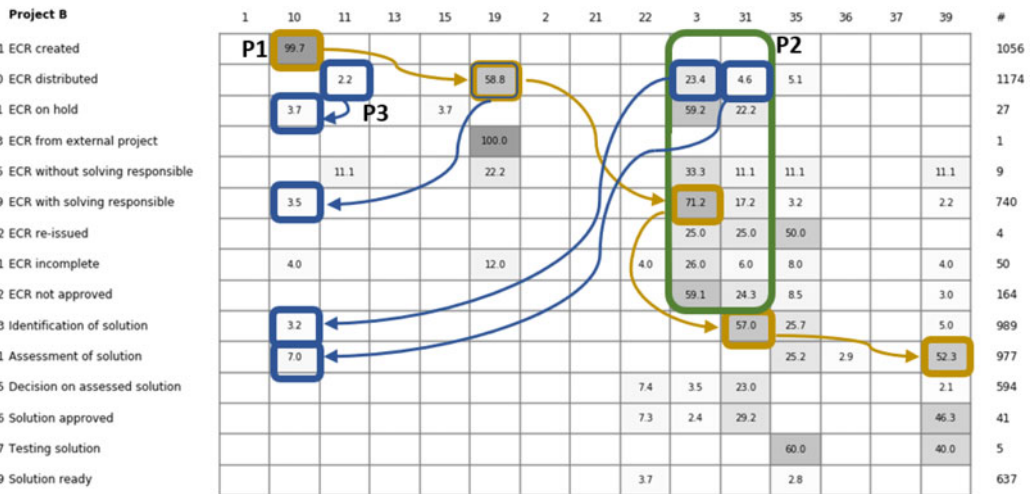 Project B 1 10 11 13 15 19 2 21 22 3 31 35 36 37 39 #
1 ECR created P1 99.7 P2 1056
0 ECR distributed 2.2 58.8 23.4 4.6 5.1 1174
1 ECR on hold 3.7 P3 3.7 59.2 22.2 27
3 ECR from external project 100.0 1
5 ECR without solving responsible 11.1 22.2 33.3 11.1 11.1 11.1 9
9 ECR with solving responsible 3.5 71.2 17.2 3.2 2.2 740
2 ECR re-issued 25.0 25.0 50.0 4
1 ECR incomplete 4.0 12.0 4.0 26.0 6.0 8.0 4.0 50
2 ECR not approved 59.1 24.3 8.5 3.0 164
3 Identification of solution 3.2 57.0 25.7 5.0 989
1 Assessment of solution 7.0 25.2 2.9 52.3 977
5 Decision on assessed solution 7.4 3.5 23.0 2.1 594
6 Solution approved 7.3 2.4 29.2 46.3 41
7 Testing solution 60.0 40.0 5
9 Solution ready 3.7 2.8 637